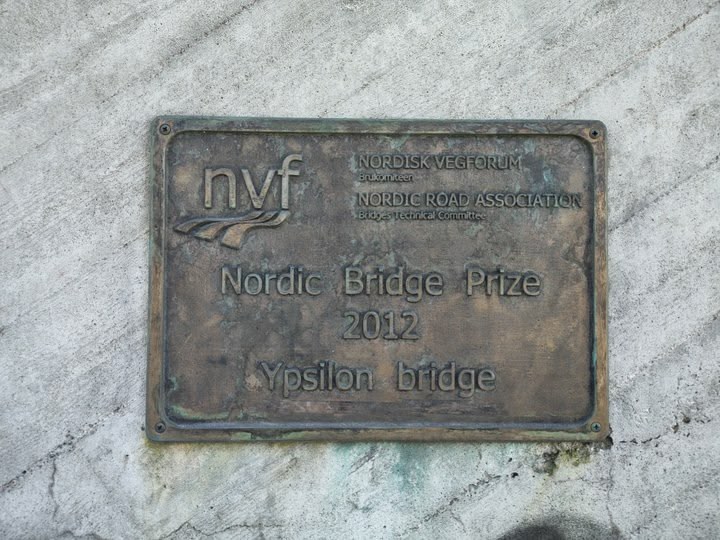 nvf
NORDISK VEGFORUM
Brukomiteen
NORDIC ROAD ASSOCIATION
Bridges Technical Committee
Nordic Bridge Prize
2012
Ypsilon bridge